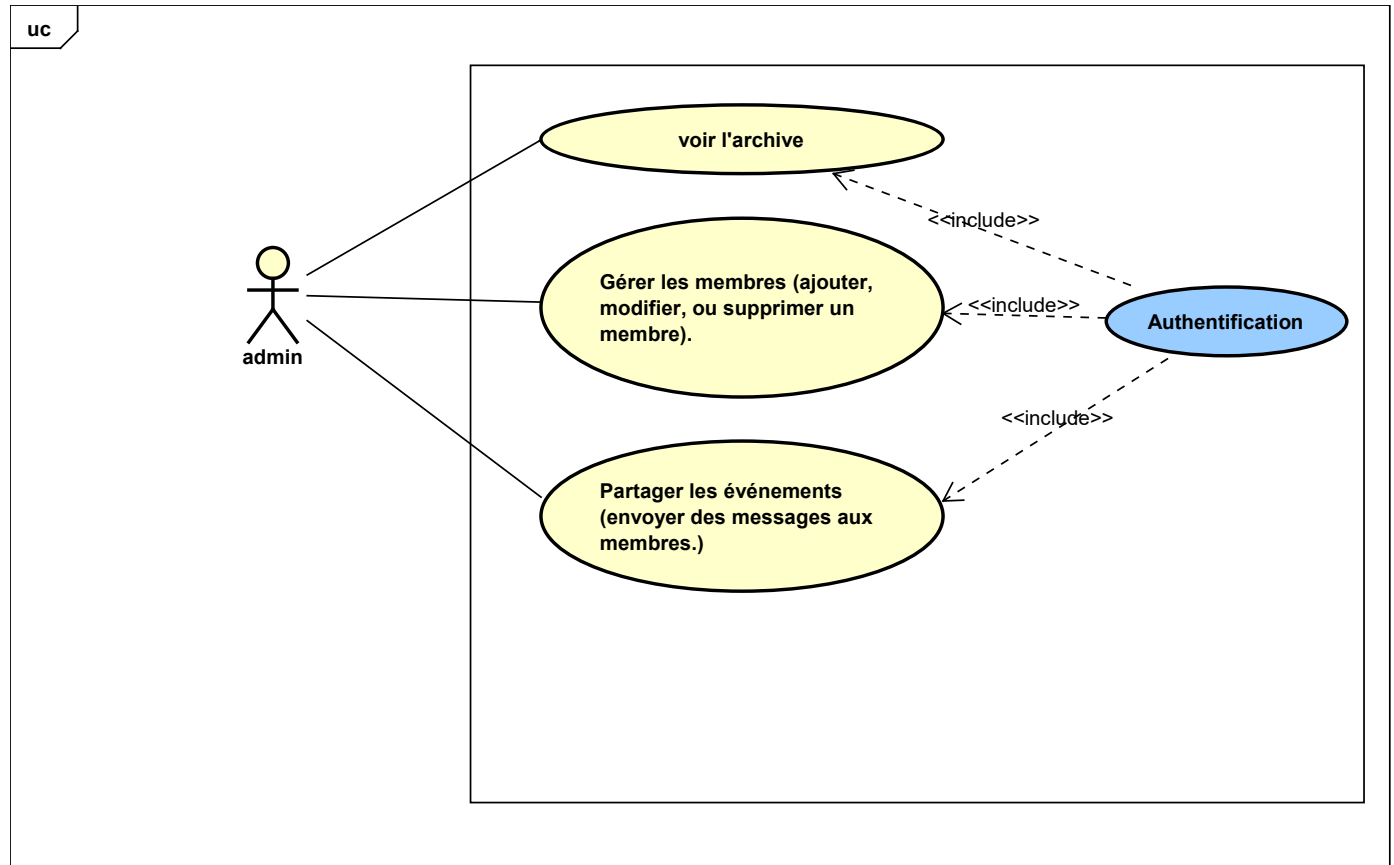 uc
voir l'archive
<<include>>
Gérer les membres (ajouter,
modifier, ou supprimer un
membre).
<<include>>
Authentification
admin
<<include>>
Partager les événements
(envoyer des messages aux
membres.)